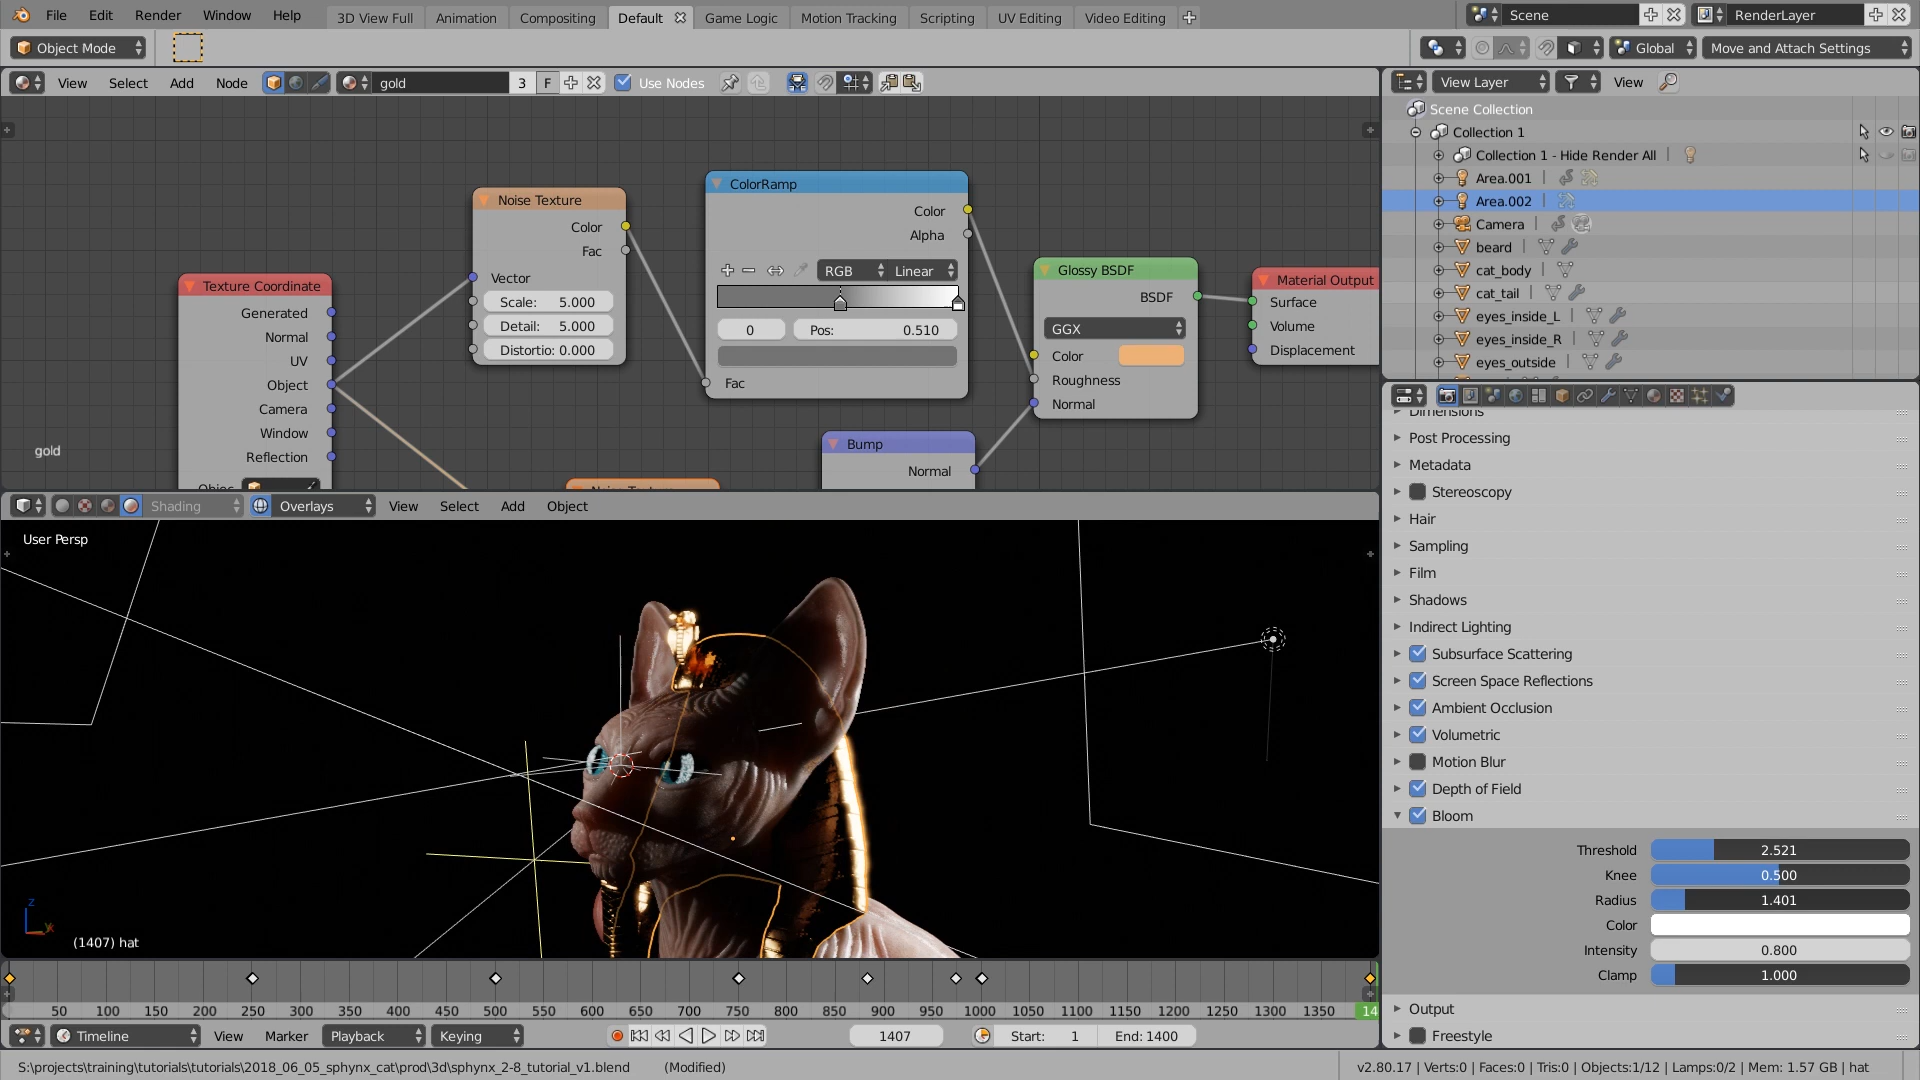 File Edit Render Window Help
3D View Full Animation Compositing Default Game Logic Motion Tracking Scripting UV Editing Video Editing
Scene RenderLayer
Object Mode
Global Move and Attach Settings
View Select Add Node gold 3 F Use Nodes
View Layer View
Scene Collection
Collection 1
Collection 1 - Hide Render All
Area.001
Area.002
Camera
beard
cat_body
cat_tail
eyes_inside_L
eyes_inside_R
eyes_outside
Texture Coordinate
Generated
Normal
UV
Object
Camera
Window
Reflection
Objec
gold
Noise Texture
Color
Fac
Vector
Scale: 5.000
Detail: 5.000
Distortio: 0.000
ColorRamp
Color
Alpha
RGB Linear
0 Pos: 0.510
Fac
Glossy BSDF
BSDF
GGX
Color
Roughness
Normal
Material Output
Surface
Volume
Displacement
Bump
Normal
Noise Texture
Shading Overlays View Select Add Object
User Persp
z
y
(1407) hat
Dimensions
Post Processing
Metadata
Stereoscopy
Hair
Sampling
Film
Shadows
Indirect Lighting
Subsurface Scattering
Screen Space Reflections
Ambient Occlusion
Volumetric
Motion Blur
Depth of Field
Bloom
Threshold 2.521
Knee 0.500
Radius 1.401
Color
Intensity 0.800
Clamp 1.000
Output
Freestyle
50 100 150 200 250 300 350 400 450 500 550 600 650 700 750 800 850 900 950 1000 1050 1100 1150 1200 1250 1300 1350 14
Timeline View Marker Playback Keying 1407 Start: 1 End: 1400
S:\projects\training\tutorials\tutorials\2018_06_05_sphynx_cat\prod\3d\sphynx_2-8_tutorial_v1.blend (Modified)
v2.80.17 | Verts:0 | Faces:0 | Tris:0 | Objects:1/12 | Lamps:0/2 | Mem: 1.57 GB | hat